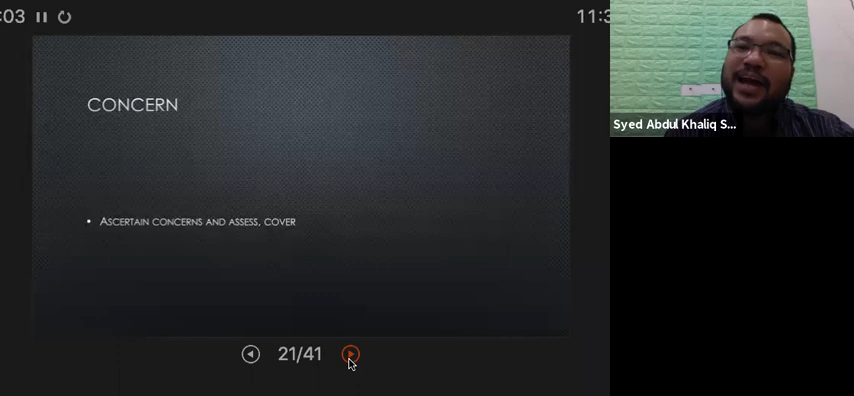 :03
11:3
CONCERN
• ASCERTAIN CONCERNS AND ASSESS, COVER
21/41
Syed Abdul Khaliq S...